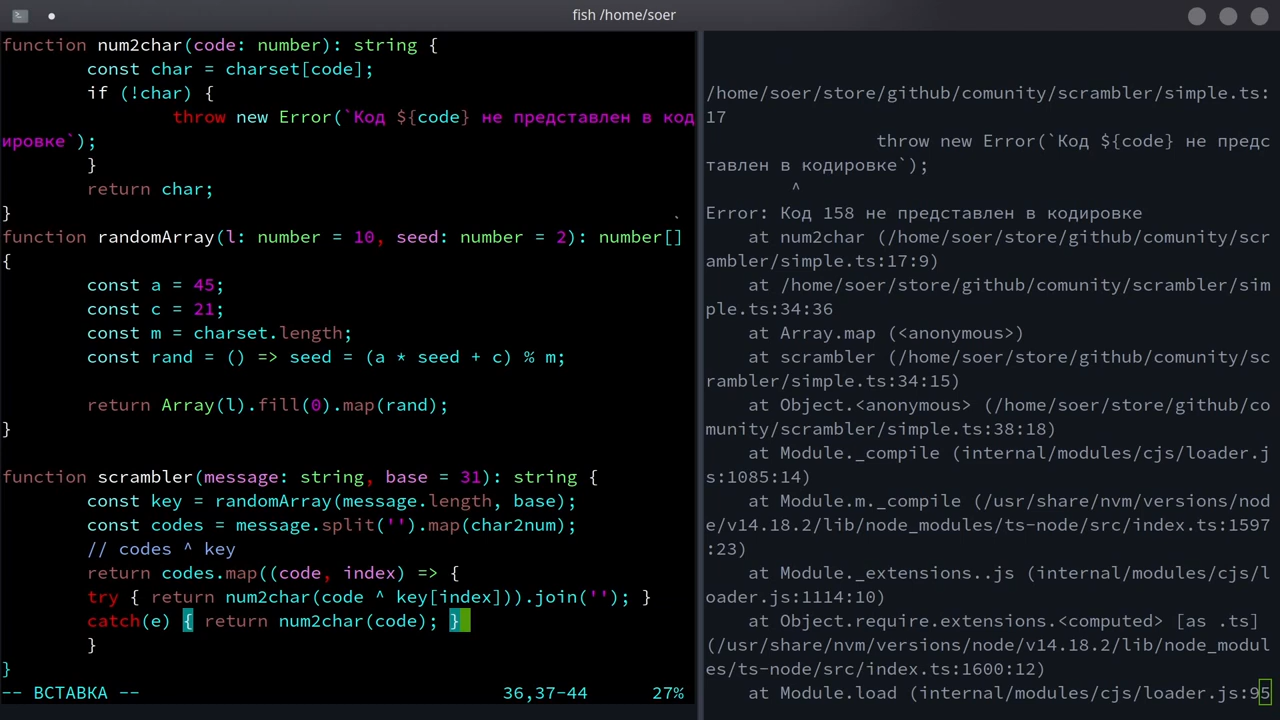 fish /home/soer
function num2char(code: number): string {
const char = charset[code];
if (!char) {
throw new Error(`Код ${code} не представлен в код
ировке`);
}
return char;
}
function randomArray(l: number = 10, seed: number = 2): number[]
{
const a = 45;
const c = 21;
const m = charset.length;
const rand = () => seed = (a * seed + c) % m;
return Array(l).fill(0).map(rand);
}
function scrambler(message: string, base = 31): string {
const key = randomArray(message.length, base);
const codes = message.split('').map(char2num);
// codes ^ key
return codes.map((code, index) => {
try { return num2char(code ^ key[index])).join(''); }
catch(e) { return num2char(code); }
}
}
-- ВСТАВКА -- 36,37-44 27%
/home/soer/store/github/comunity/scrambler/simple.ts:
17
throw new Error(`Код ${code} не предс
тавлен в кодировке`);
^
Error: Код 158 не представлен в кодировке
at num2char (/home/soer/store/github/comunity/scr
ambler/simple.ts:17:9)
at /home/soer/store/github/comunity/scrambler/sim
ple.ts:34:36
at Array.map (<anonymous>)
at scrambler (/home/soer/store/github/comunity/sc
rambler/simple.ts:34:15)
at Object.<anonymous> (/home/soer/store/github/co
munity/scrambler/simple.ts:38:18)
at Module._compile (internal/modules/cjs/loader.j
s:1085:14)
at Module.m._compile (/usr/share/nvm/versions/nod
e/v14.18.2/lib/node_modules/ts-node/src/index.ts:1597
:23)
at Module._extensions..js (internal/modules/cjs/l
oader.js:1114:10)
at Object.require.extensions.<computed> [as .ts]
(/usr/share/nvm/versions/node/v14.18.2/lib/node_modul
es/ts-node/src/index.ts:1600:12)
at Module.load (internal/modules/cjs/loader.js:95